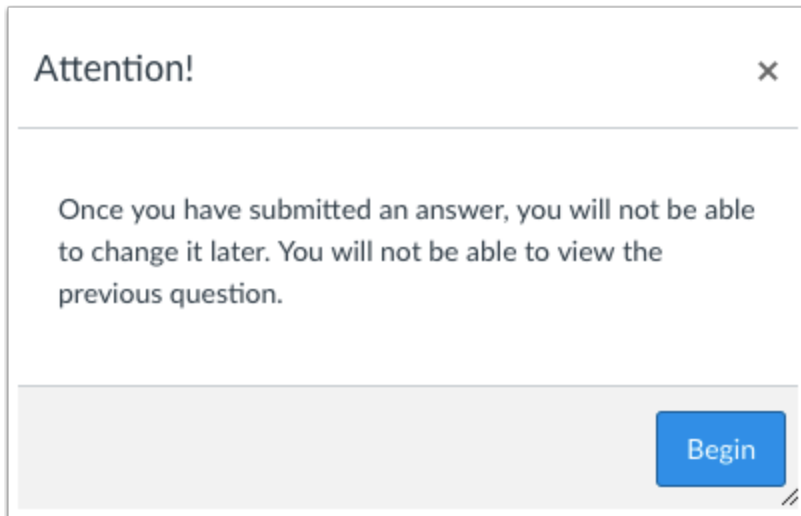 Attention!
Once you have submitted an answer, you will not be able
to change it later. You will not be able to view the
previous question.
Begin